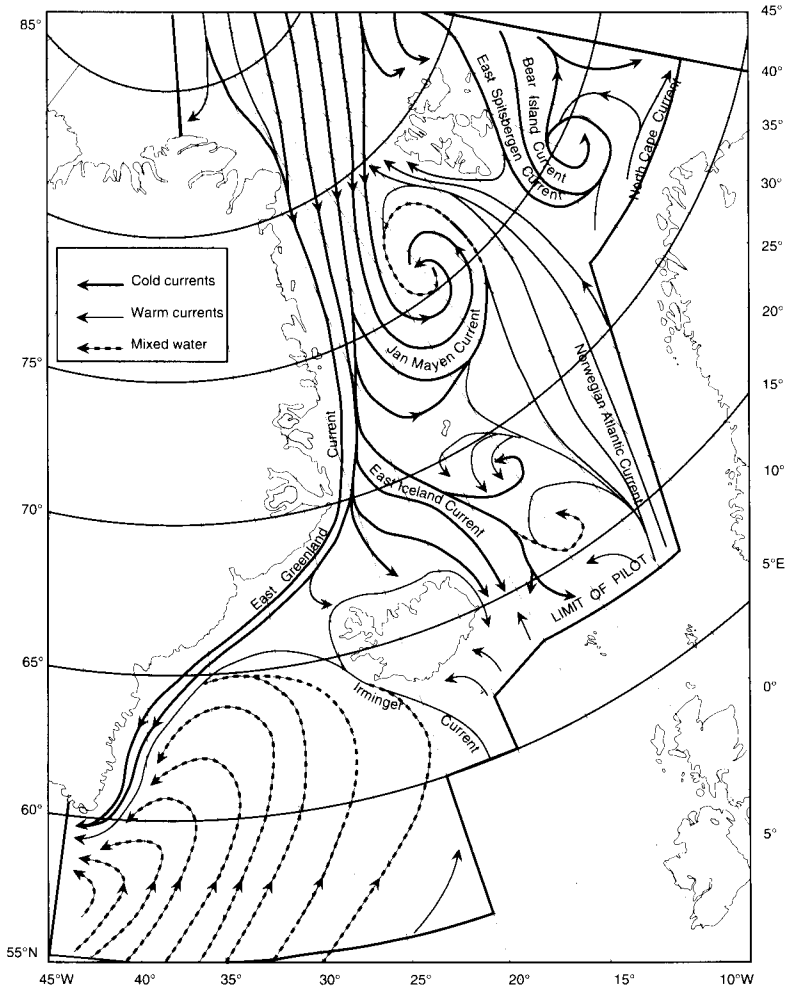 85°
45°
40°
35°
30°
25°
20°
15°
10°
5°E
0°
5°
75°
70°
65°
60°
55°N
45°W
40°
35°
30°
25°
20°
15°
10°W
Cold currents
Warm currents
Mixed water
East Spitsbergen Current
Bear Island Current
North Cape Current
Jan Mayen Current
Norwegian Atlantic Current
East Iceland Current
East Greenland Current
LIMIT OF PILOT
Irminger Current